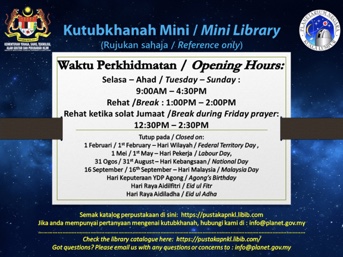 Kutubkhanah Mini / Mini Library
(Rujukan sahaja / Reference only)
Waktu Perkhidmatan / Opening Hours:
Selasa – Ahad / Tuesday – Sunday :
9:00AM – 4:30PM
Rehat /Break : 1:00PM – 2:00PM
Rehat ketika solat Jumaat /Break during Friday prayer:
12:30PM – 2:30PM
Tutup pada / Closed on:
1 Februari / 1st February – Hari Wilayah / Federal Territory Day ,
1 Mei / 1st May – Hari Pekerja / Labour Day,
31 Ogos / 31st August – Hari Kebangsaan / National Day
16 September / 16th September – Hari Malaysia / Malaysia Day
Hari Keputeraan YDP Agong / Agong's Birthday
Hari Raya Aidilfitri / Eid ul Fitr
Hari Raya Aidiladha / Eid ul Adha
Semak katalog perpustakaan di sini: https://pustakapnkl.libib.com
Jika anda mempunyai pertanyaan mengenai kutubkhanah, hubungi kami di : info@planet.gov.my
Check the library catalogue here: https://pustakapnkl.libib.com/
Got questions? Please email us with any questions or concerns to : info@planet.gov.my